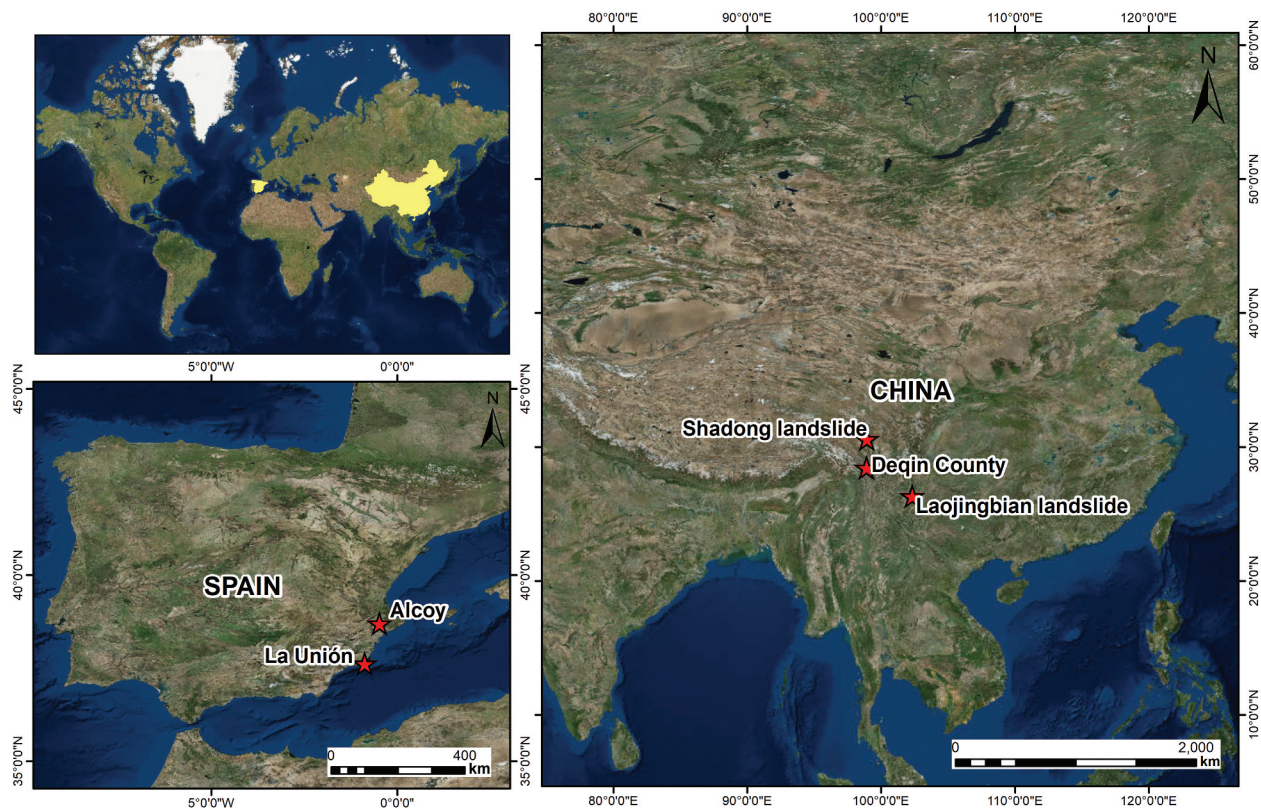 80°0'0"E 90°0'0"E 100°0'0"E 110°0'0"E 120°0'0"E
N
60°0'0"N
50°0'0"N
40°0'0"N
30°0'0"N
20°0'0"N
10°0'0"N
CHINA
Shadong landslide
Deqin County
Laojingbian landslide
0 2,000
km
80°0'0"E 90°0'0"E 100°0'0"E 110°0'0"E 120°0'0"E
5°0'0"W 0°0'0"
45°0'0"N 45°0'0"N
N
40°0'0"N 40°0'0"N
SPAIN
Alcoy
La Unión
0 400
km
35°0'0"N 35°0'0"N
5°0'0"W 0°0'0"